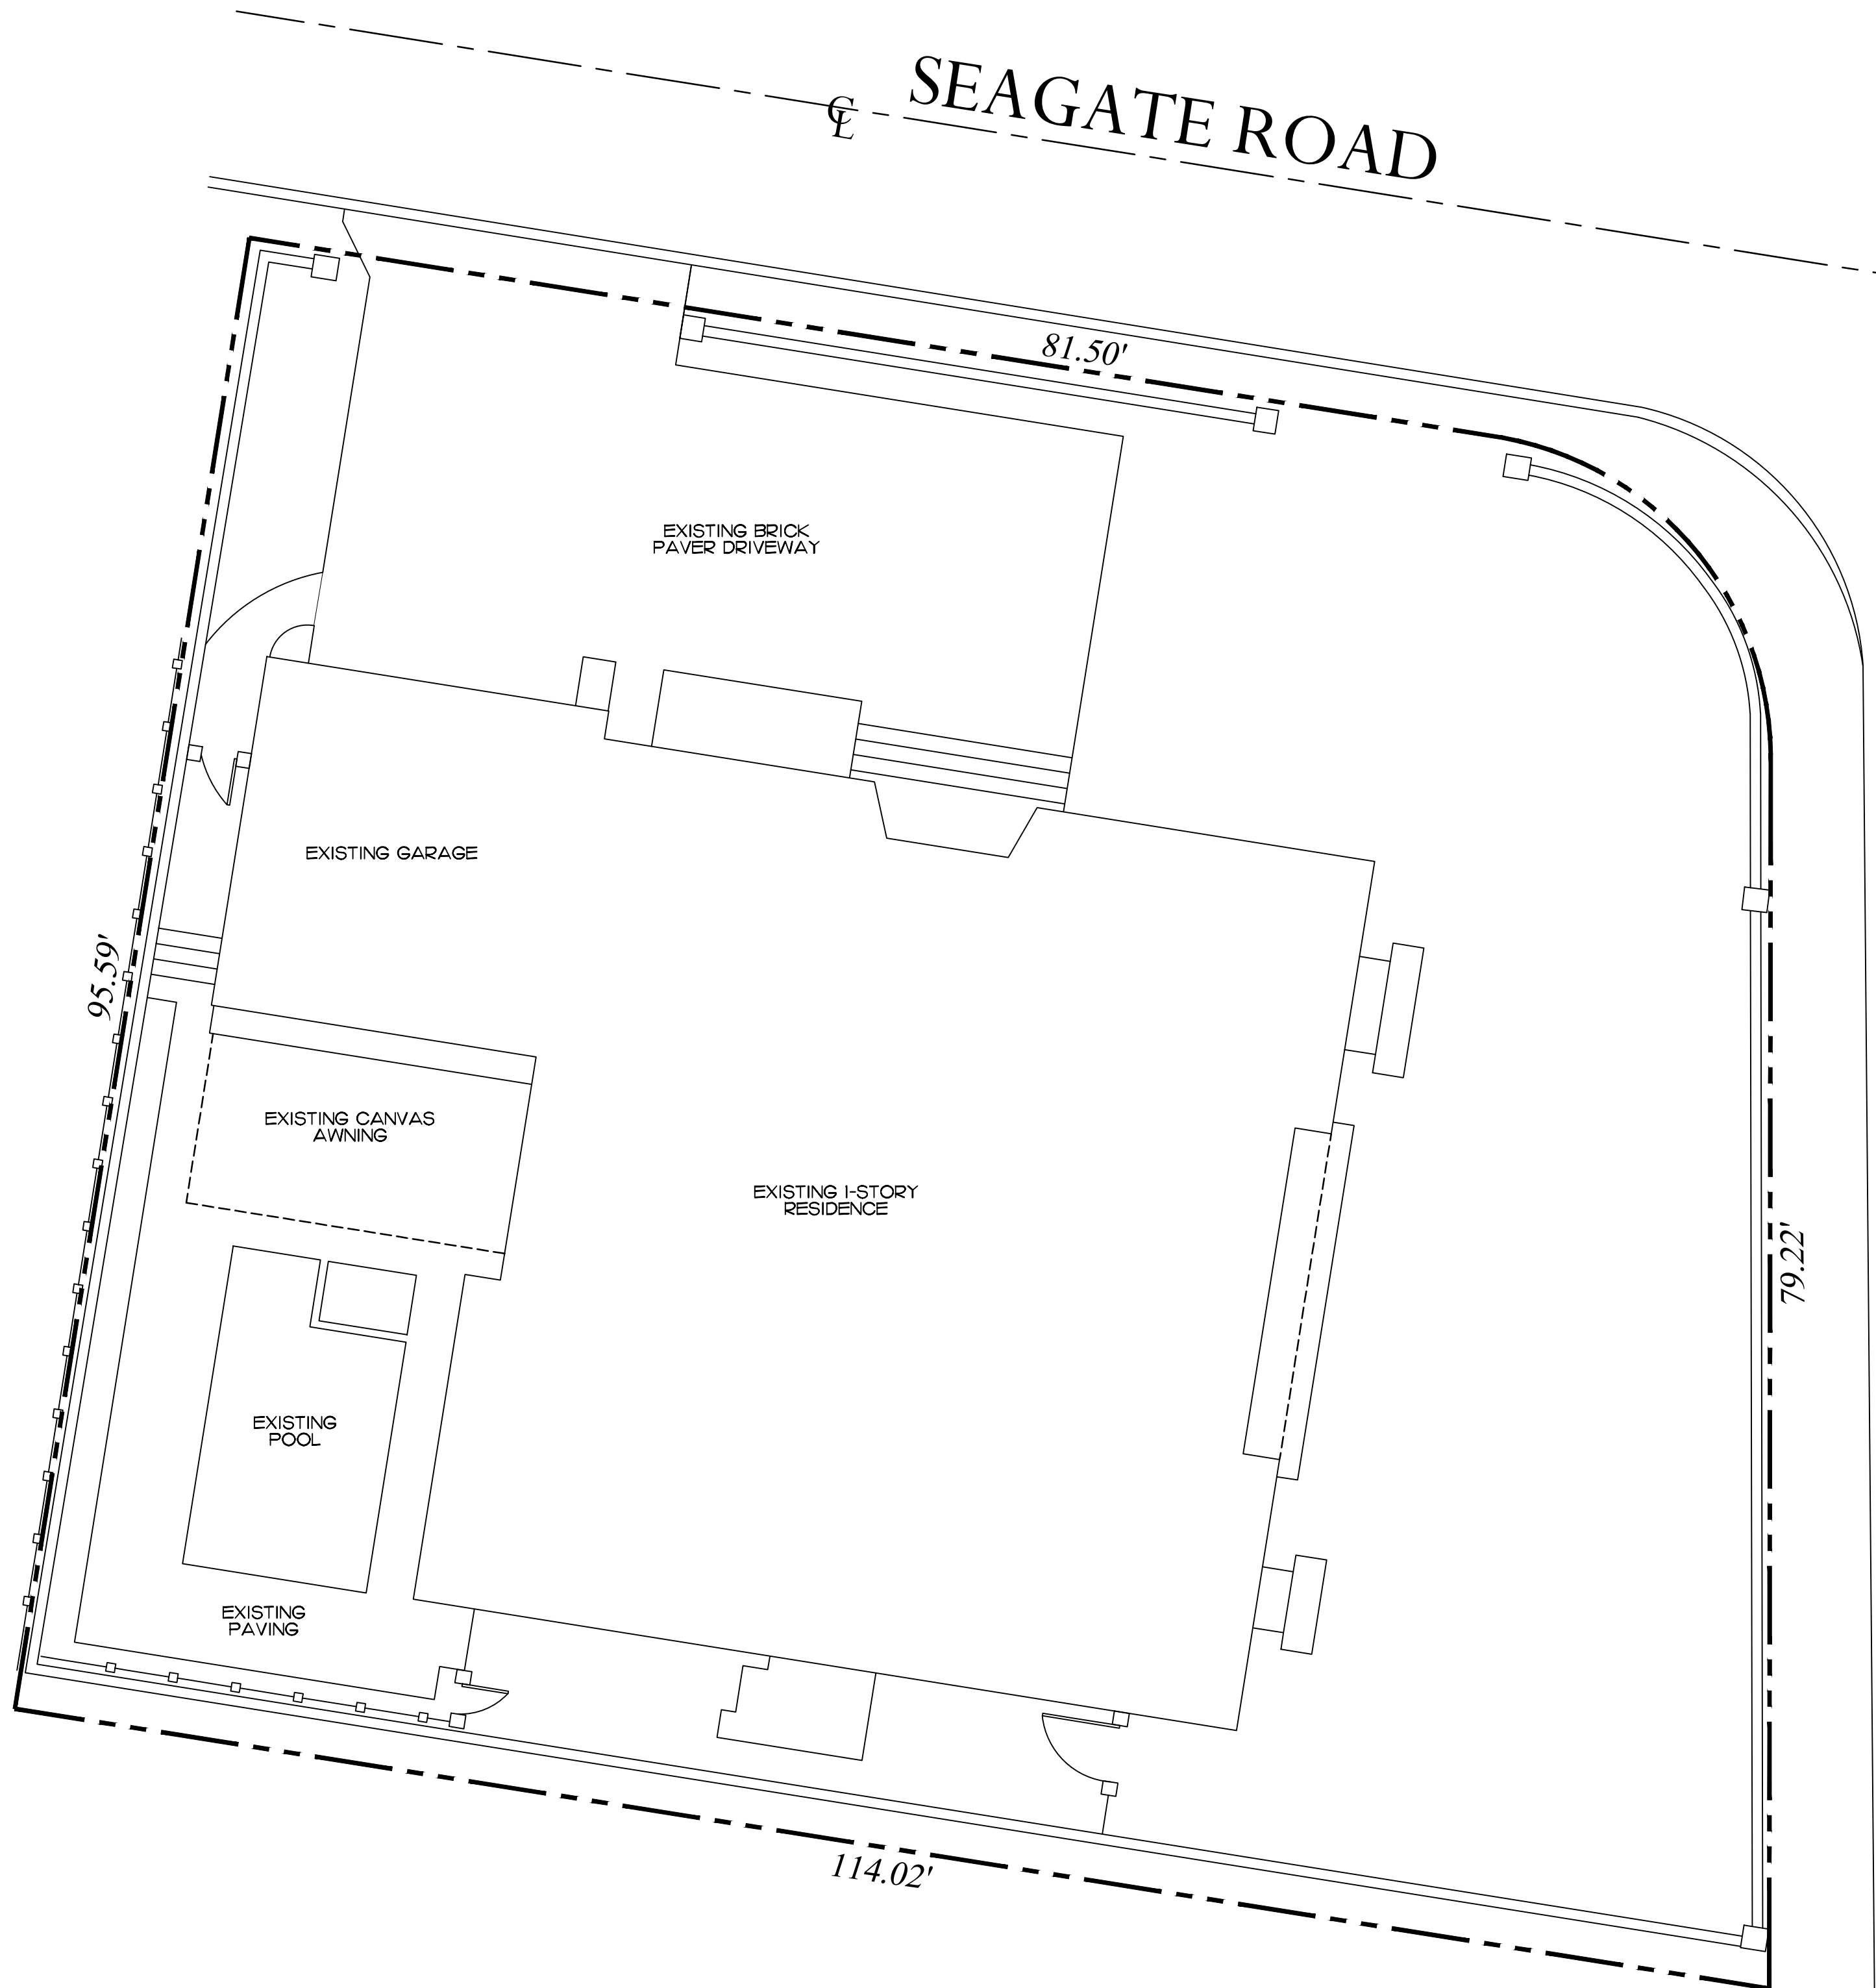 SEAGATE ROAD
℄
81.50'
EXISTING BRICK
PAVER DRIVEWAY
EXISTING GARAGE
95.59'
EXISTING CANVAS
AWNING
EXISTING 1-STORY
RESIDENCE
79.22'
EXISTING
POOL
EXISTING
PAVING
114.02'